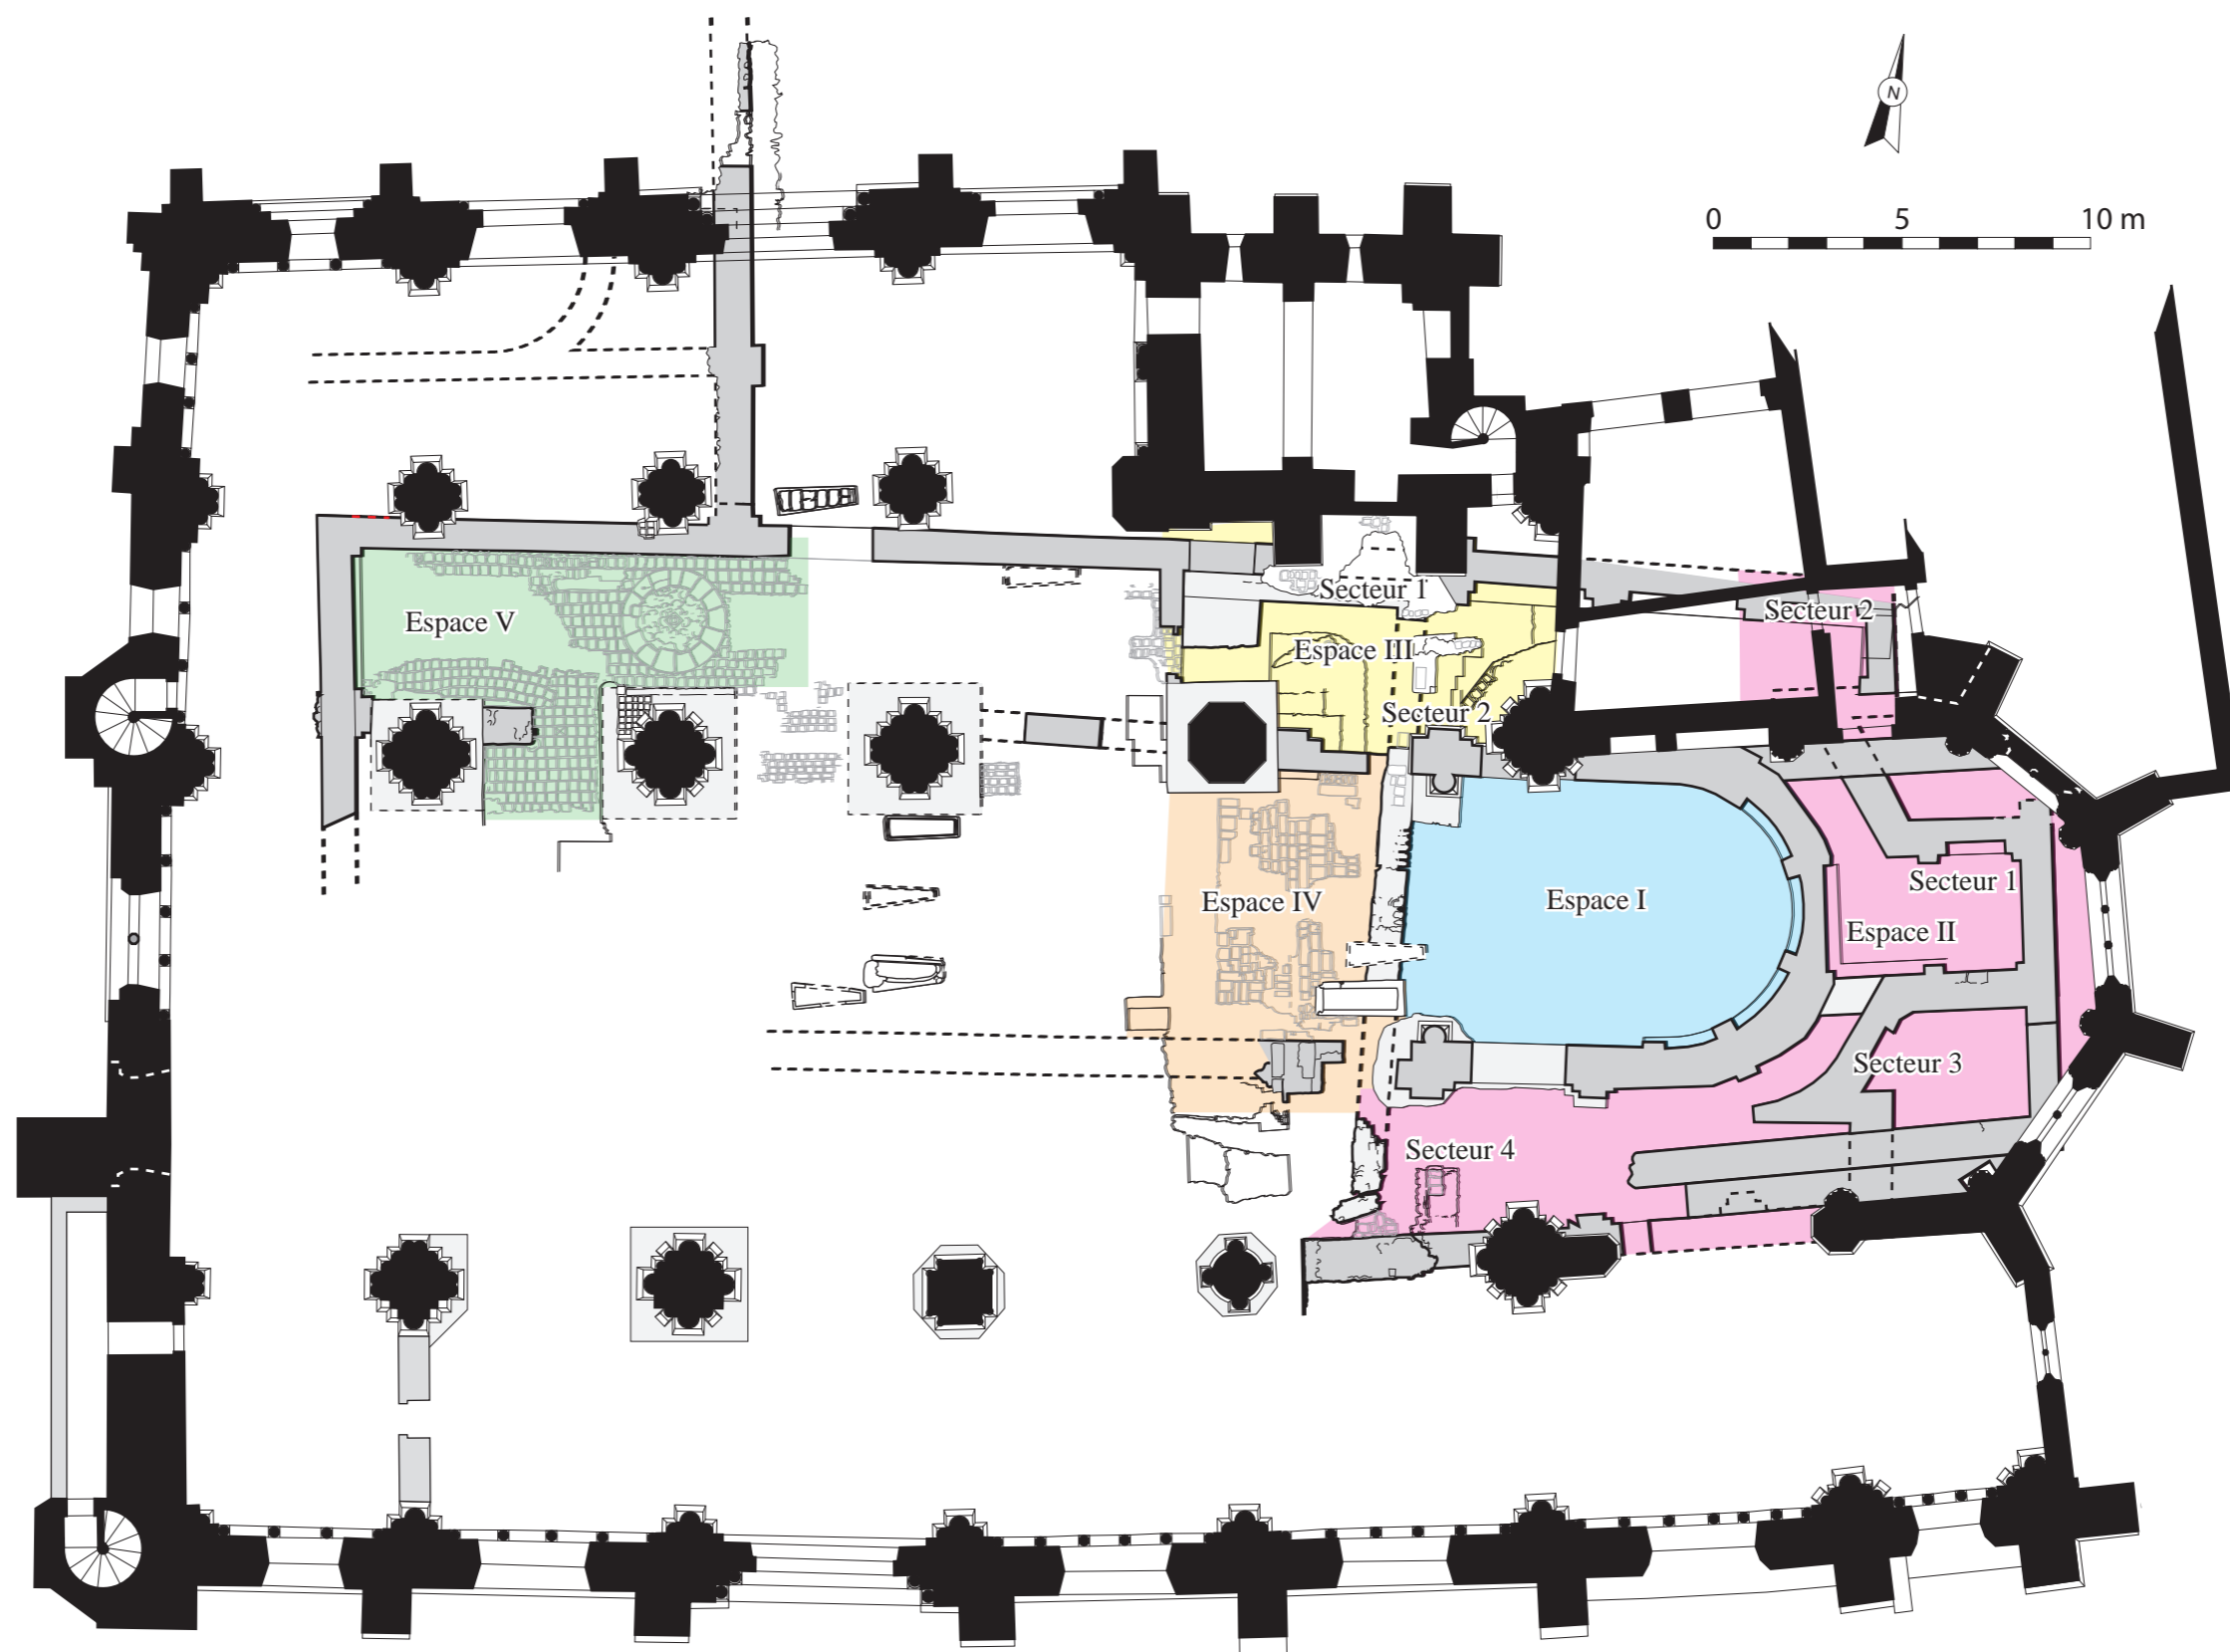 N
0 5 10 m
Secteur 1
Secteur 2
Espace V
Espace III
Secteur 2
Secteur 1
Espace IV
Espace I
Espace II
Secteur 3
Secteur 4